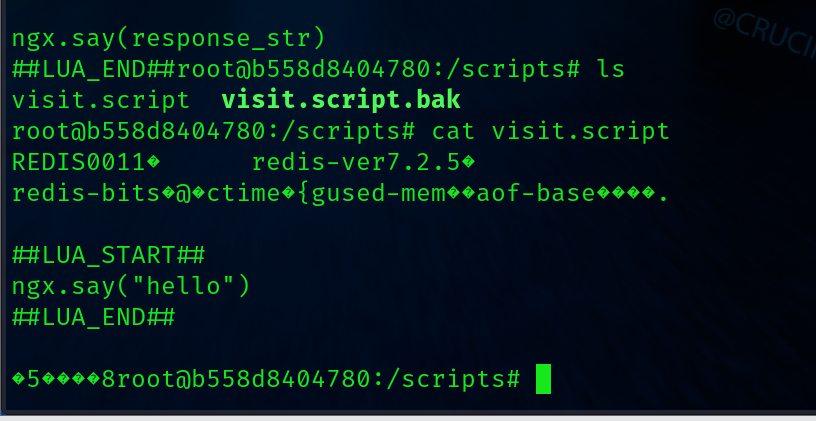 @CRUCI
ngx.say(response_str)
##LUA_END##root@b558d8404780:/scripts# ls
visit.script  visit.script.bak
root@b558d8404780:/scripts# cat visit.script
REDIS0011�      redis-ver7.2.5�
redis-bits�@�ctime�{gused-mem��aof-base����.
##LUA_START##
ngx.say("hello")
##LUA_END##
�5����8root@b558d8404780:/scripts#